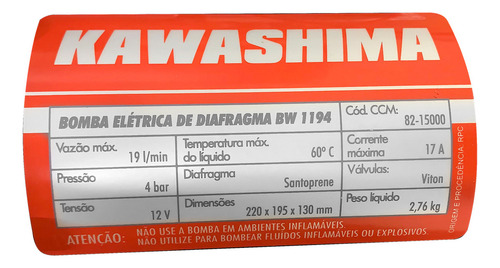 KAWASHIMA
BOMBA ELÉTRICA DE DIAFRAGMA BW 1194
Cód. CCM:
82-15000
Vazão máx.
19 l/min
Temperatura máx.
do líquido
60º C
Corrente
máxima
17 A
Pressão
4 bar
Diafragma
Santoprene
Válvulas:
Viton
Tensão
12 V
Dimensões
220 x 195 x 130 mm
Peso líquido
2,76 kg
ATENÇÃO:
NÃO USE A BOMBA EM AMBIENTES INFLAMÁVEIS.
NÃO UTILIZE PARA BOMBEAR FLUÍDOS INFLAMÁVEIS OU EXPLOSIVOS.
ORIGEM E PROCEDÊNCIA: RPC